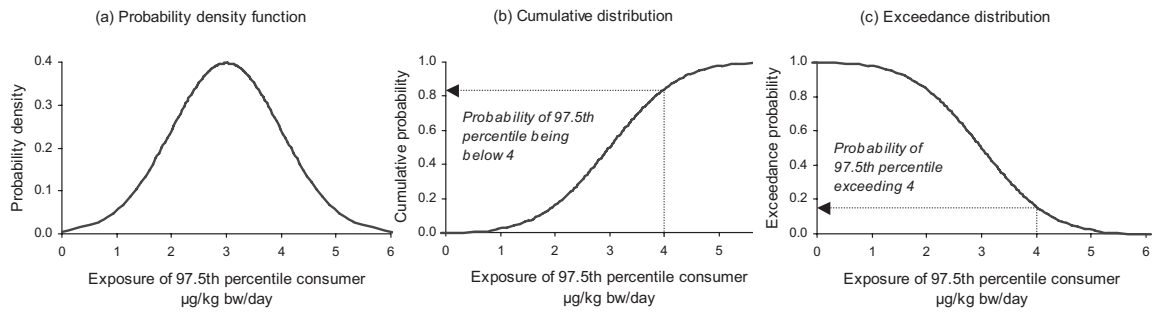 (a) Probability density function
0.4
0.3
0.2
0.1
0.0
Probability density
0 1 2 3 4 5 6
Exposure of 97.5th percentile consumer
µg/kg bw/day
(b) Cumulative distribution
1.0
0.8
0.6
0.4
0.2
0.0
Cumulative probability
Probability of 97.5th
percentile being
below 4
0 1 2 3 4 5
Exposure of 97.5th percentile consumer
µg/kg bw/day
(c) Exceedance distribution
1.0
0.8
0.6
0.4
0.2
0.0
Exceedance probability
Probability of
97.5th percentile
exceeding 4
0 1 2 3 4 5 6
Exposure of 97.5th percentile consumer
µg/kg bw/day